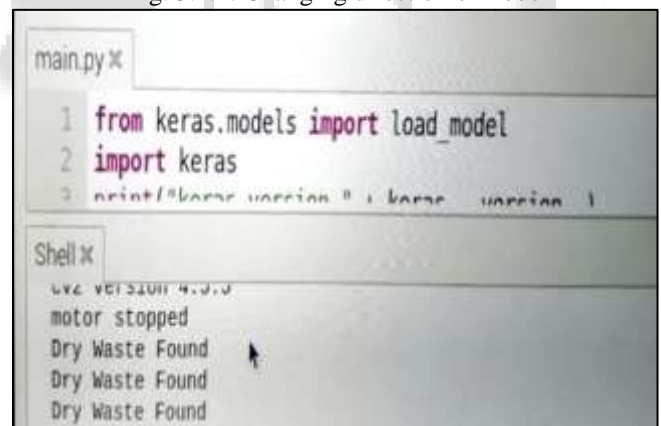 main.py ×
1 from keras.models import load_model
2 import keras
Shell ×
motor stopped
Dry Waste Found
Dry Waste Found
Dry Waste Found